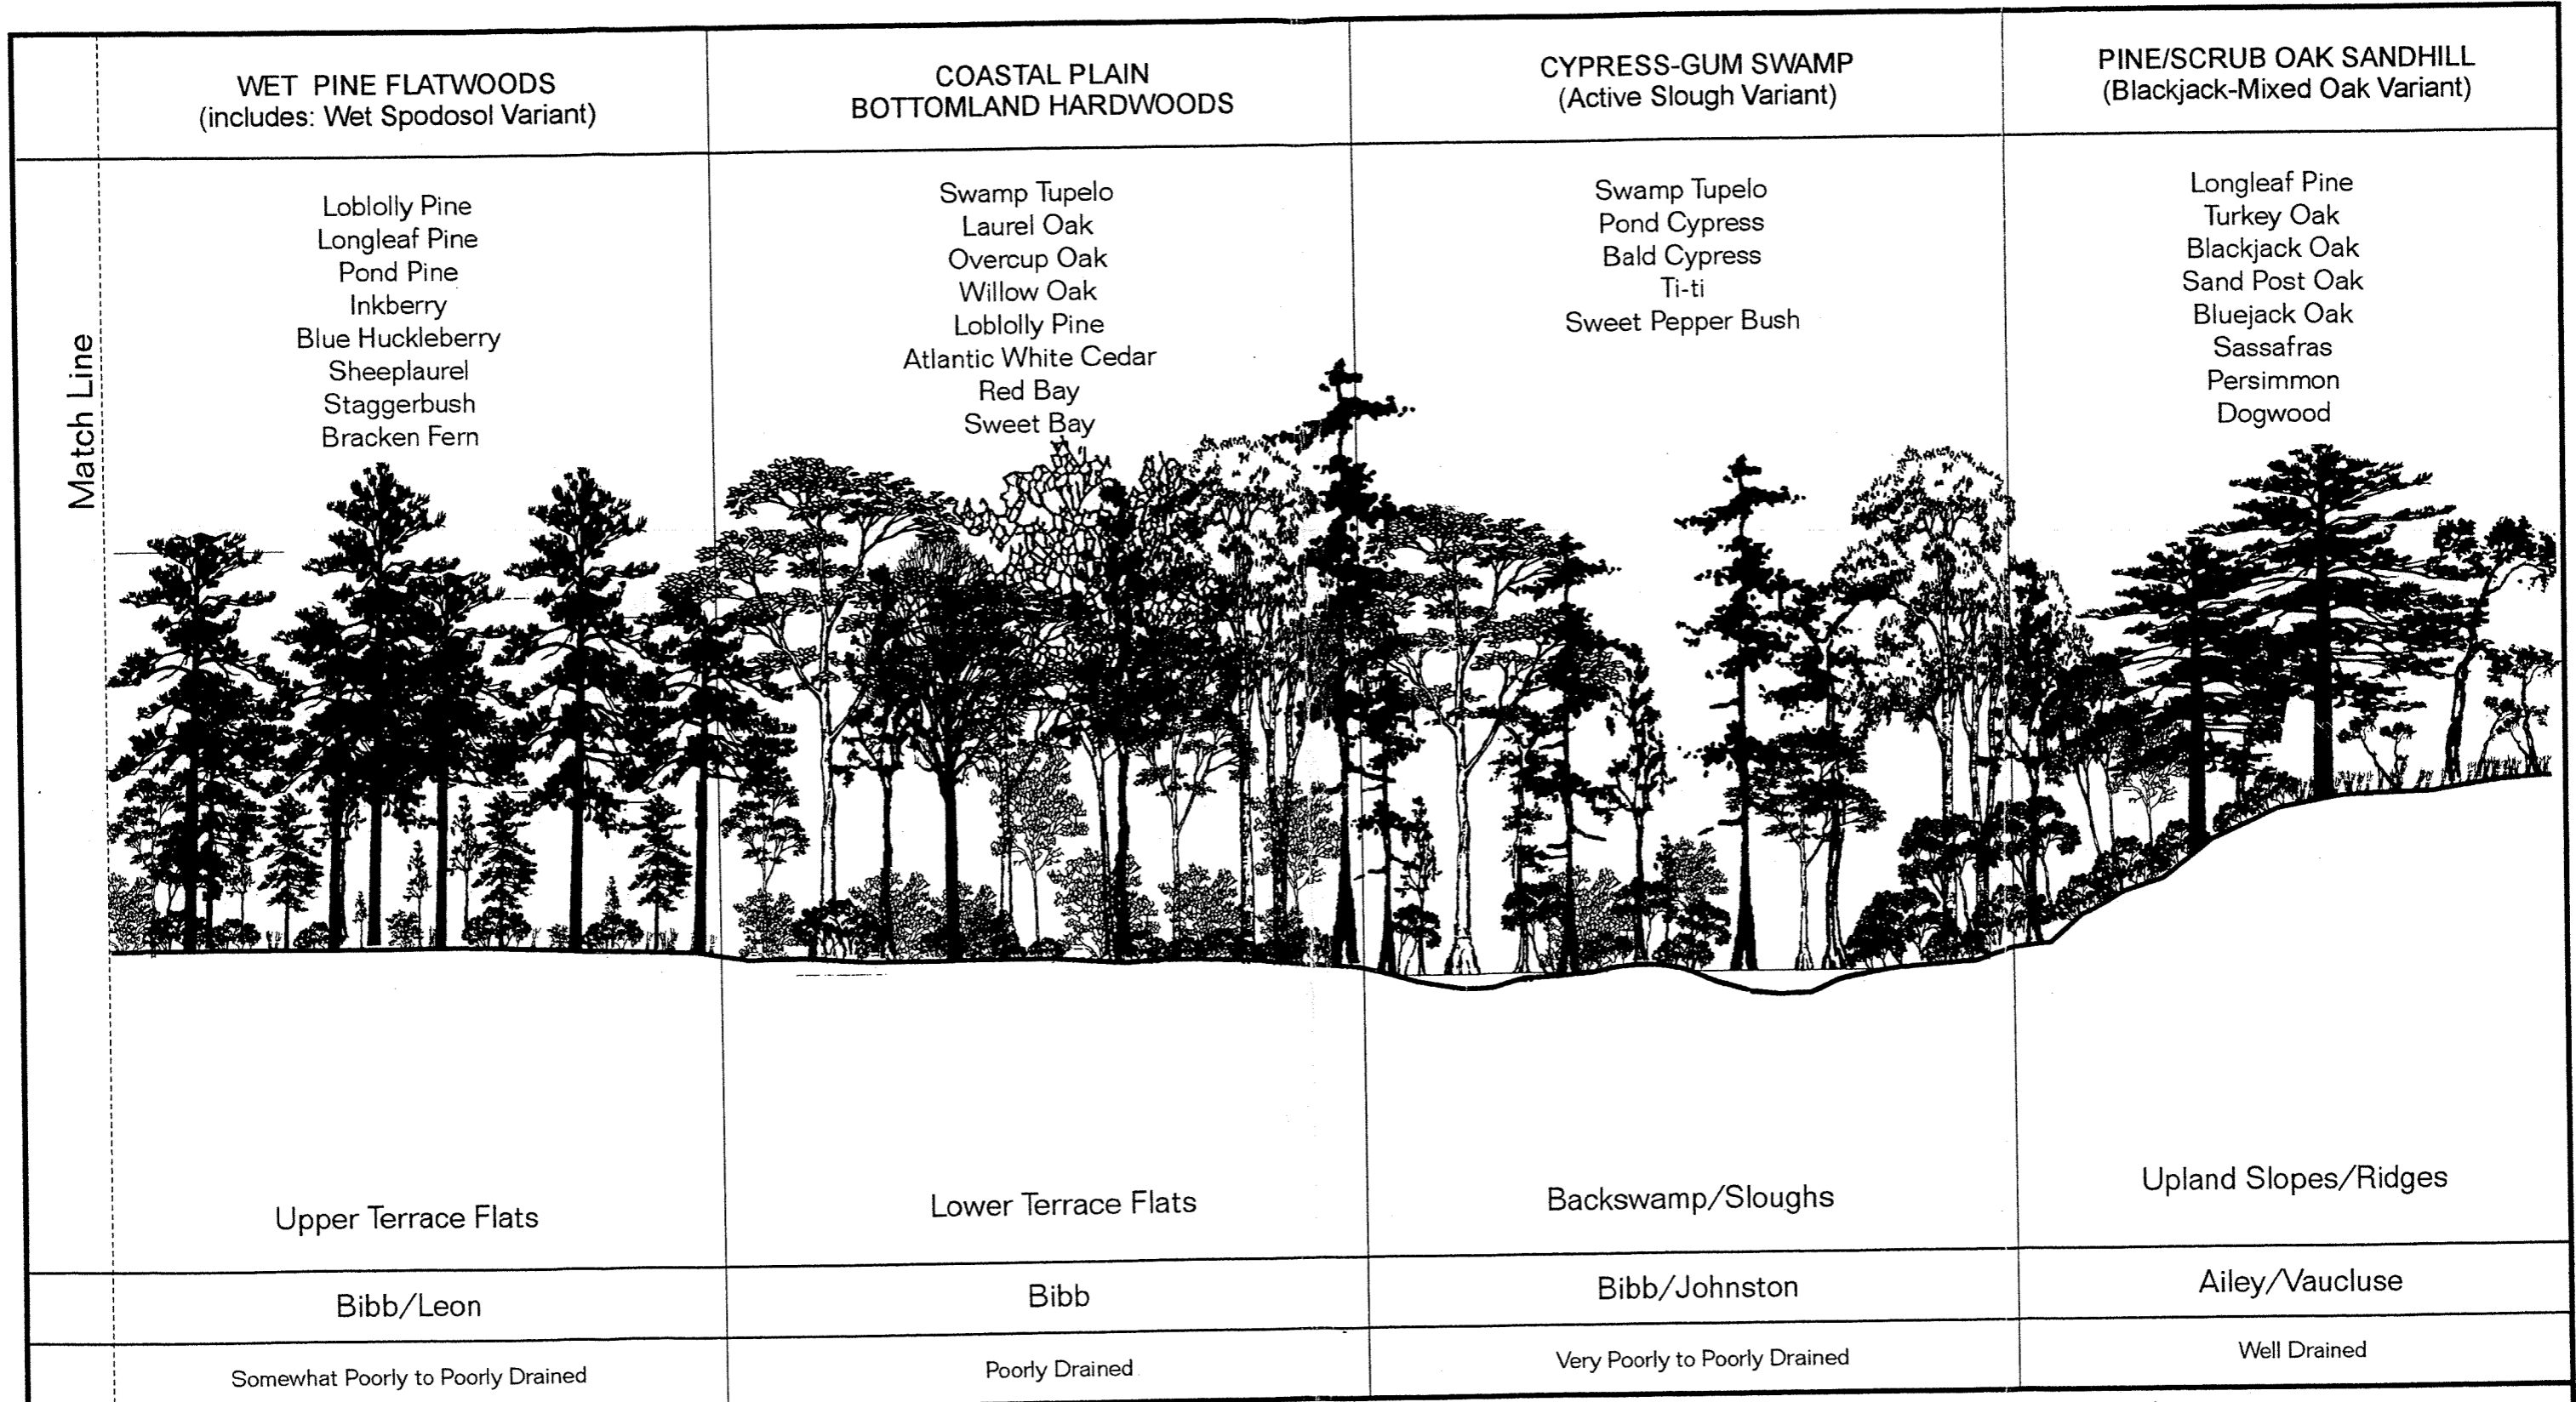 WET PINE FLATWOODS
(includes: Wet Spodosol Variant)
COASTAL PLAIN
BOTTOMLAND HARDWOODS
CYPRESS-GUM SWAMP
(Active Slough Variant)
PINE/SCRUB OAK SANDHILL
(Blackjack-Mixed Oak Variant)
Match Line
Loblolly Pine
Longleaf Pine
Pond Pine
Inkberry
Blue Huckleberry
Sheeplaurel
Staggerbush
Bracken Fern
Swamp Tupelo
Laurel Oak
Overcup Oak
Willow Oak
Loblolly Pine
Atlantic White Cedar
Red Bay
Sweet Bay
Swamp Tupelo
Pond Cypress
Bald Cypress
Ti-ti
Sweet Pepper Bush
Longleaf Pine
Turkey Oak
Blackjack Oak
Sand Post Oak
Bluejack Oak
Sassafras
Persimmon
Dogwood
Upper Terrace Flats
Lower Terrace Flats
Backswamp/Sloughs
Upland Slopes/Ridges
Bibb/Leon
Bibb
Bibb/Johnston
Ailey/Vaucluse
Somewhat Poorly to Poorly Drained
Poorly Drained
Very Poorly to Poorly Drained
Well Drained